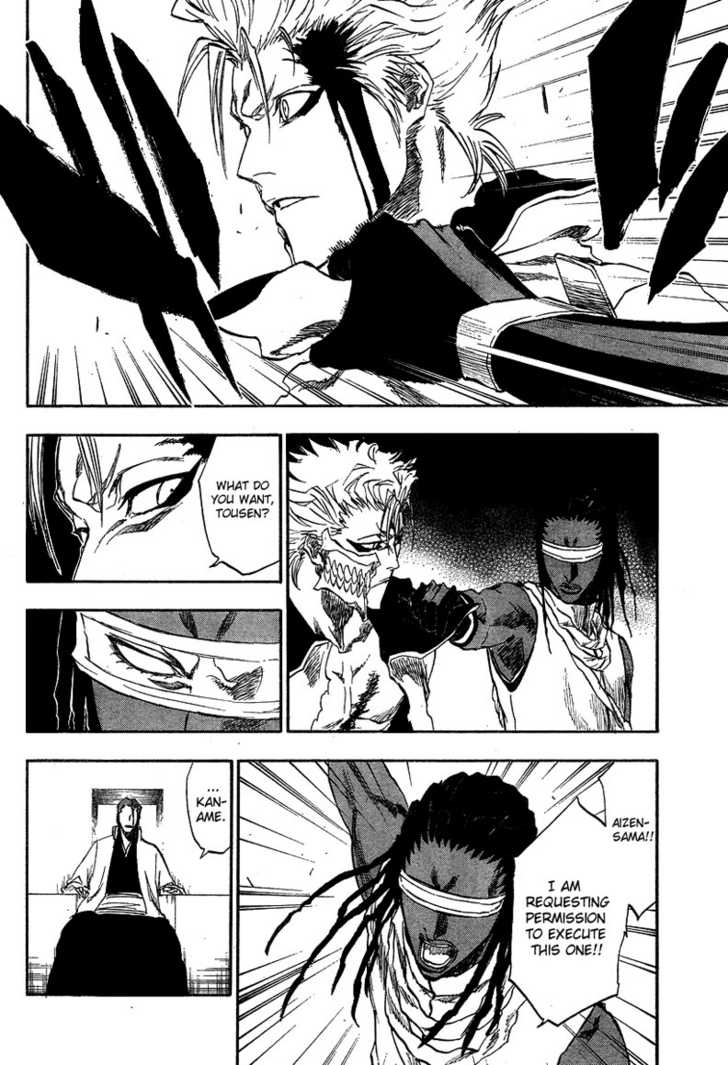 WHAT DO
YOU WANT,
TOUSEN?
AIZEN-
SAMA!!
I AM
REQUESTING
PERMISSION
TO EXECUTE
THIS ONE!!
...
KAN-
AME.